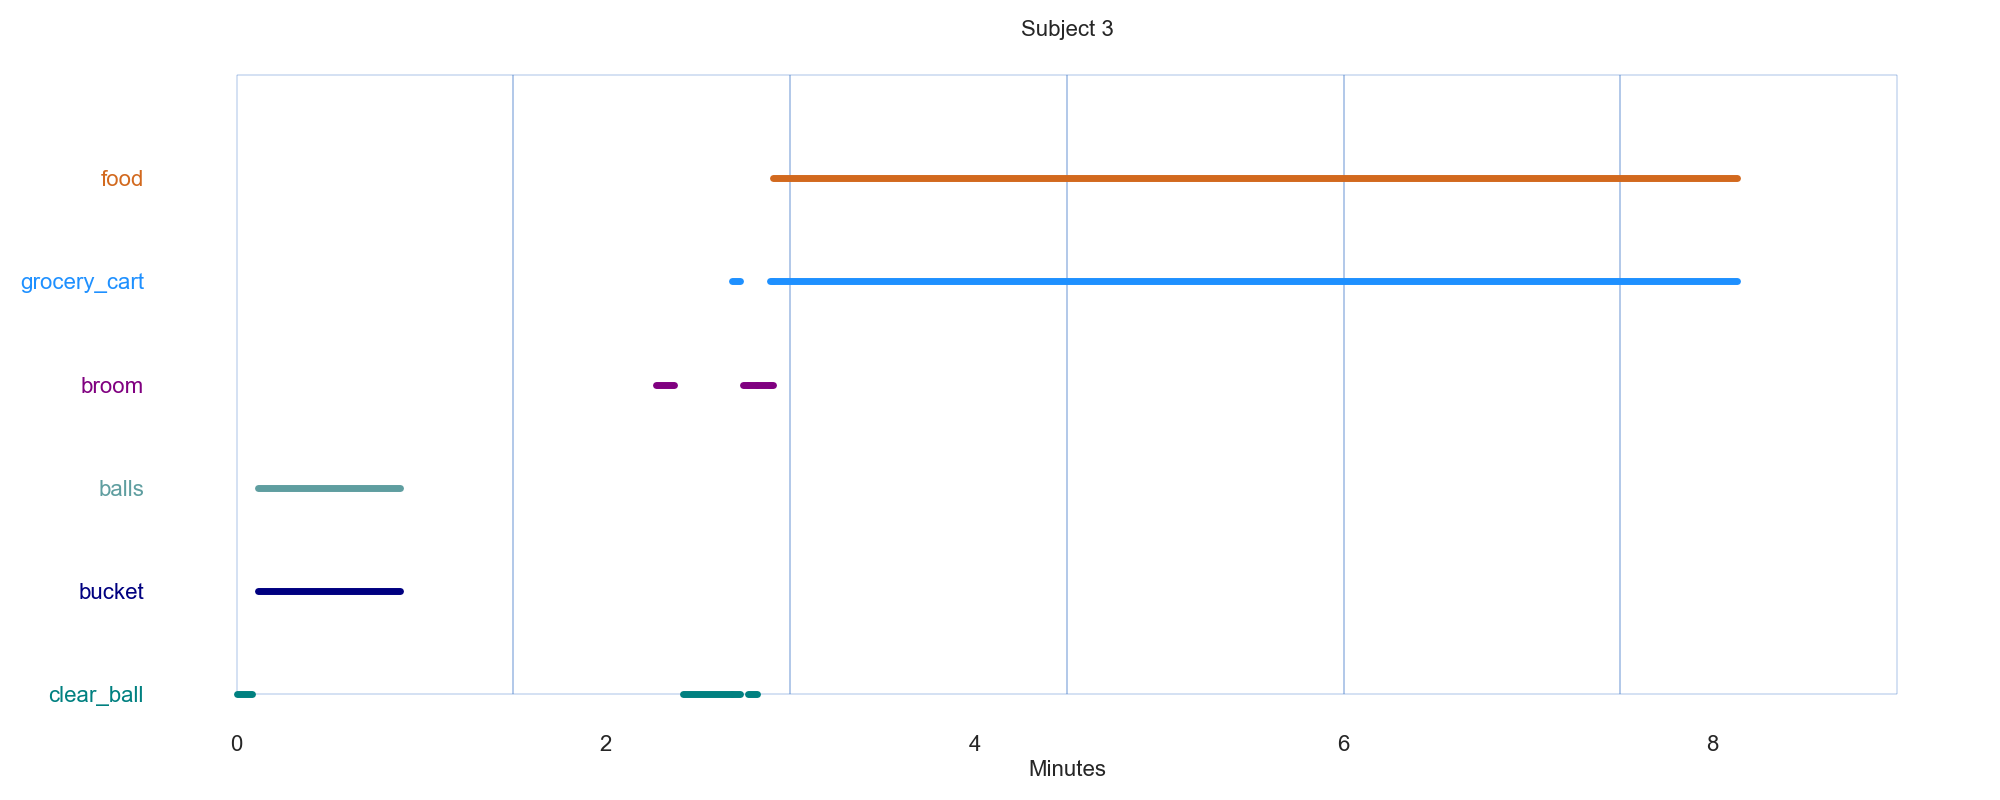 Subject 3
food
grocery_cart
broom
balls
bucket
clear_ball
0 2 4 6 8
Minutes